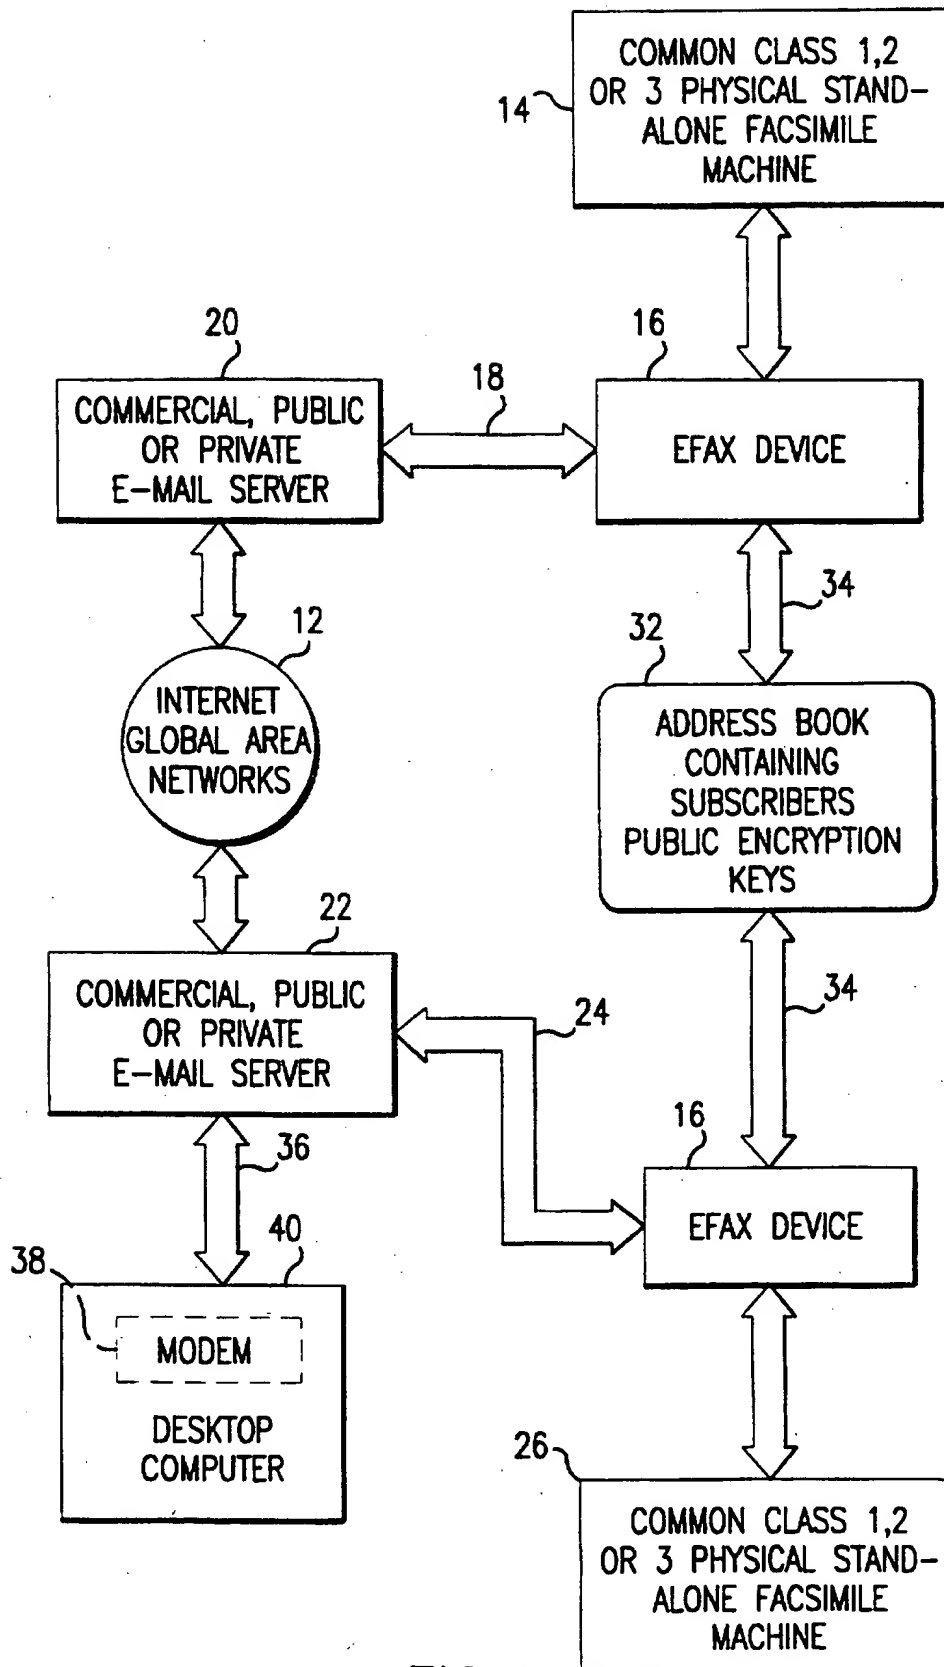 COMMON CLASS 1,2
OR 3 PHYSICAL STAND-
ALONE FACSIMILE
MACHINE
14
20
16
18
COMMERCIAL, PUBLIC
OR PRIVATE
E-MAIL SERVER
EFAX DEVICE
34
32
12
INTERNET
GLOBAL AREA
NETWORKS
ADDRESS BOOK
CONTAINING
SUBSCRIBERS
PUBLIC ENCRYPTION
KEYS
22
COMMERCIAL, PUBLIC
OR PRIVATE
E-MAIL SERVER
24
34
36
16
EFAX DEVICE
40
38
MODEM
DESKTOP
COMPUTER
26
COMMON CLASS 1,2
OR 3 PHYSICAL STAND-
ALONE FACSIMILE
MACHINE